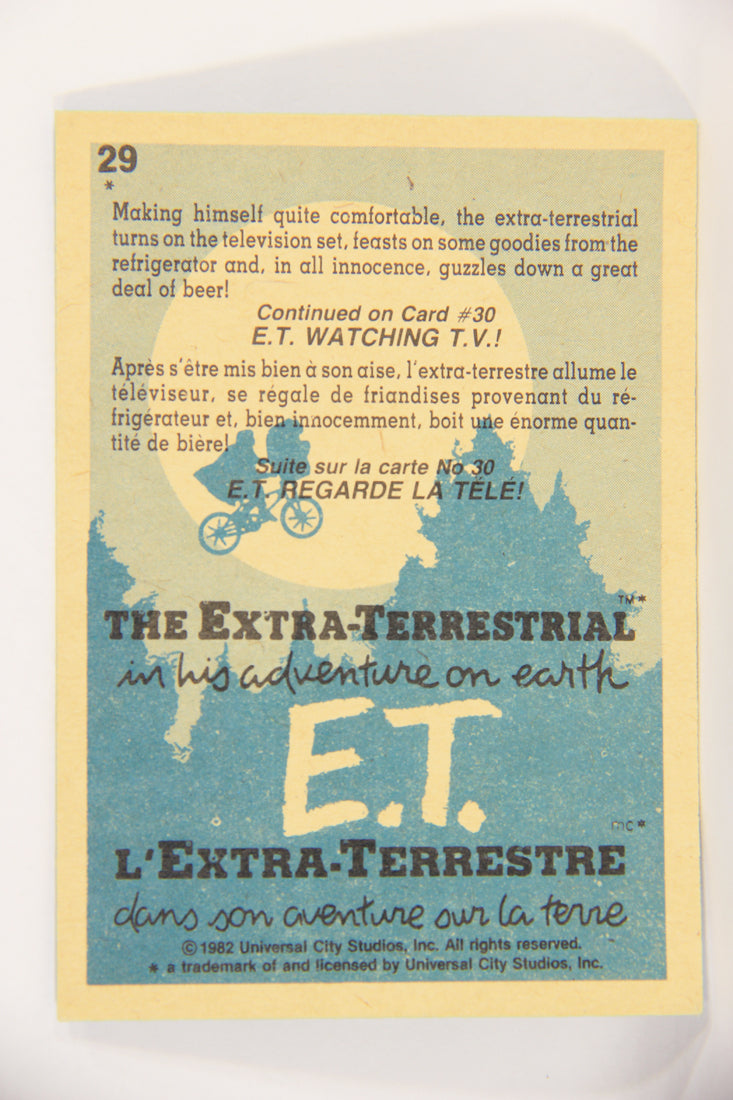 29
*
Making himself quite comfortable, the extra-terrestrial
turns on the television set, feasts on some goodies from the
refrigerator and, in all innocence, guzzles down a great
deal of beer!
Continued on Card #30
E.T. WATCHING T.V.!
Après s'être mis bien à son aise, l'extra-terrestre allume le
téléviseur, se régale de friandises provenant du ré-
frigérateur et, bien innocemment, boit une énorme quan-
tité de bière!
Suite sur la carte No 30
E.T. REGARDE LA TÉLÉ!
THE EXTRA-TERRESTRIAL™*
in his adventure on earth
E.T.
MC*
L'EXTRA-TERRESTRE
dans son aventure sur la terre
©1982 Universal City Studios, Inc. All rights reserved.
* a trademark of and licensed by Universal City Studios, Inc.